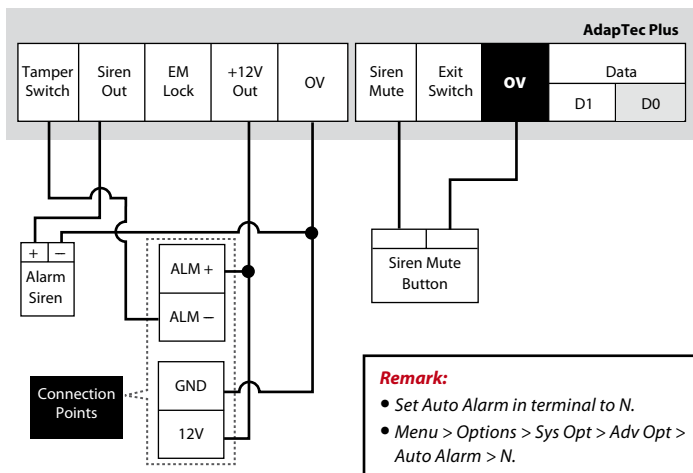 AdapTec Plus
Tamper
Switch
Siren
Out
EM
Lock
+12V
Out
OV
Siren
Mute
Exit
Switch
OV
Data
D1
D0
+
−
Alarm
Siren
ALM +
ALM −
GND
12V
Connection
Points
Siren Mute
Button
Remark:
• Set Auto Alarm in terminal to N.
• Menu > Options > Sys Opt > Adv Opt >
Auto Alarm > N.